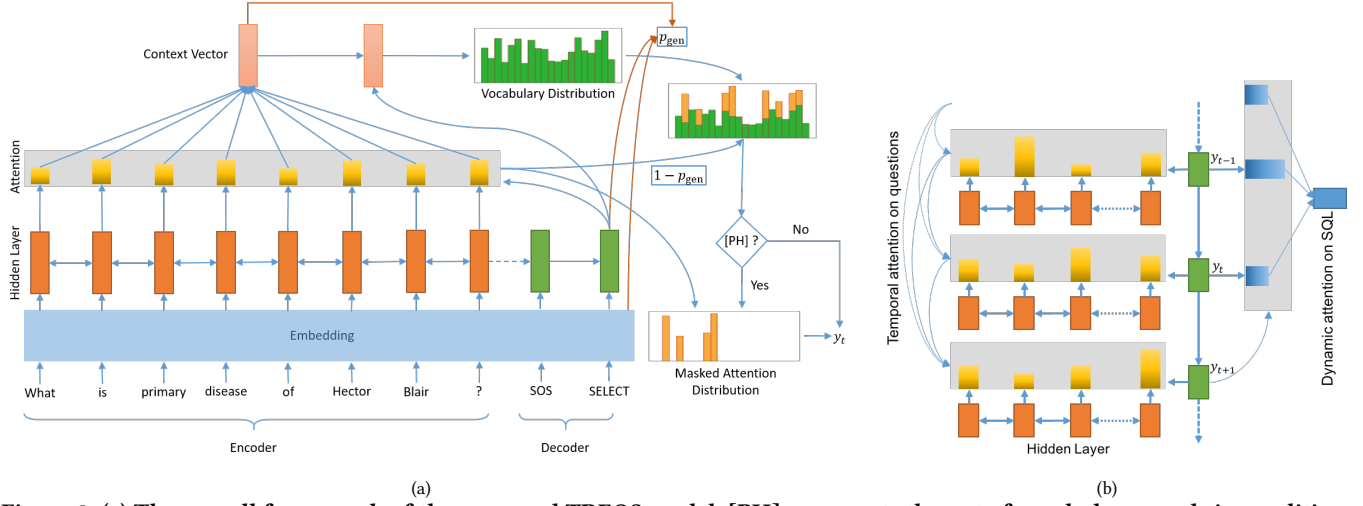 Context Vector
p_gen
Vocabulary Distribution
Attention
1 − p_gen
Hidden Layer
[PH] ?
No
Yes
Embedding
y_t
Masked Attention
Distribution
What is primary disease of Hector Blair ? SOS SELECT
Encoder
Decoder
(a)
Temporal attention on questions
y_{t−1}
y_t
y_{t+1}
Hidden Layer
Dynamic attention on SQL
(b)